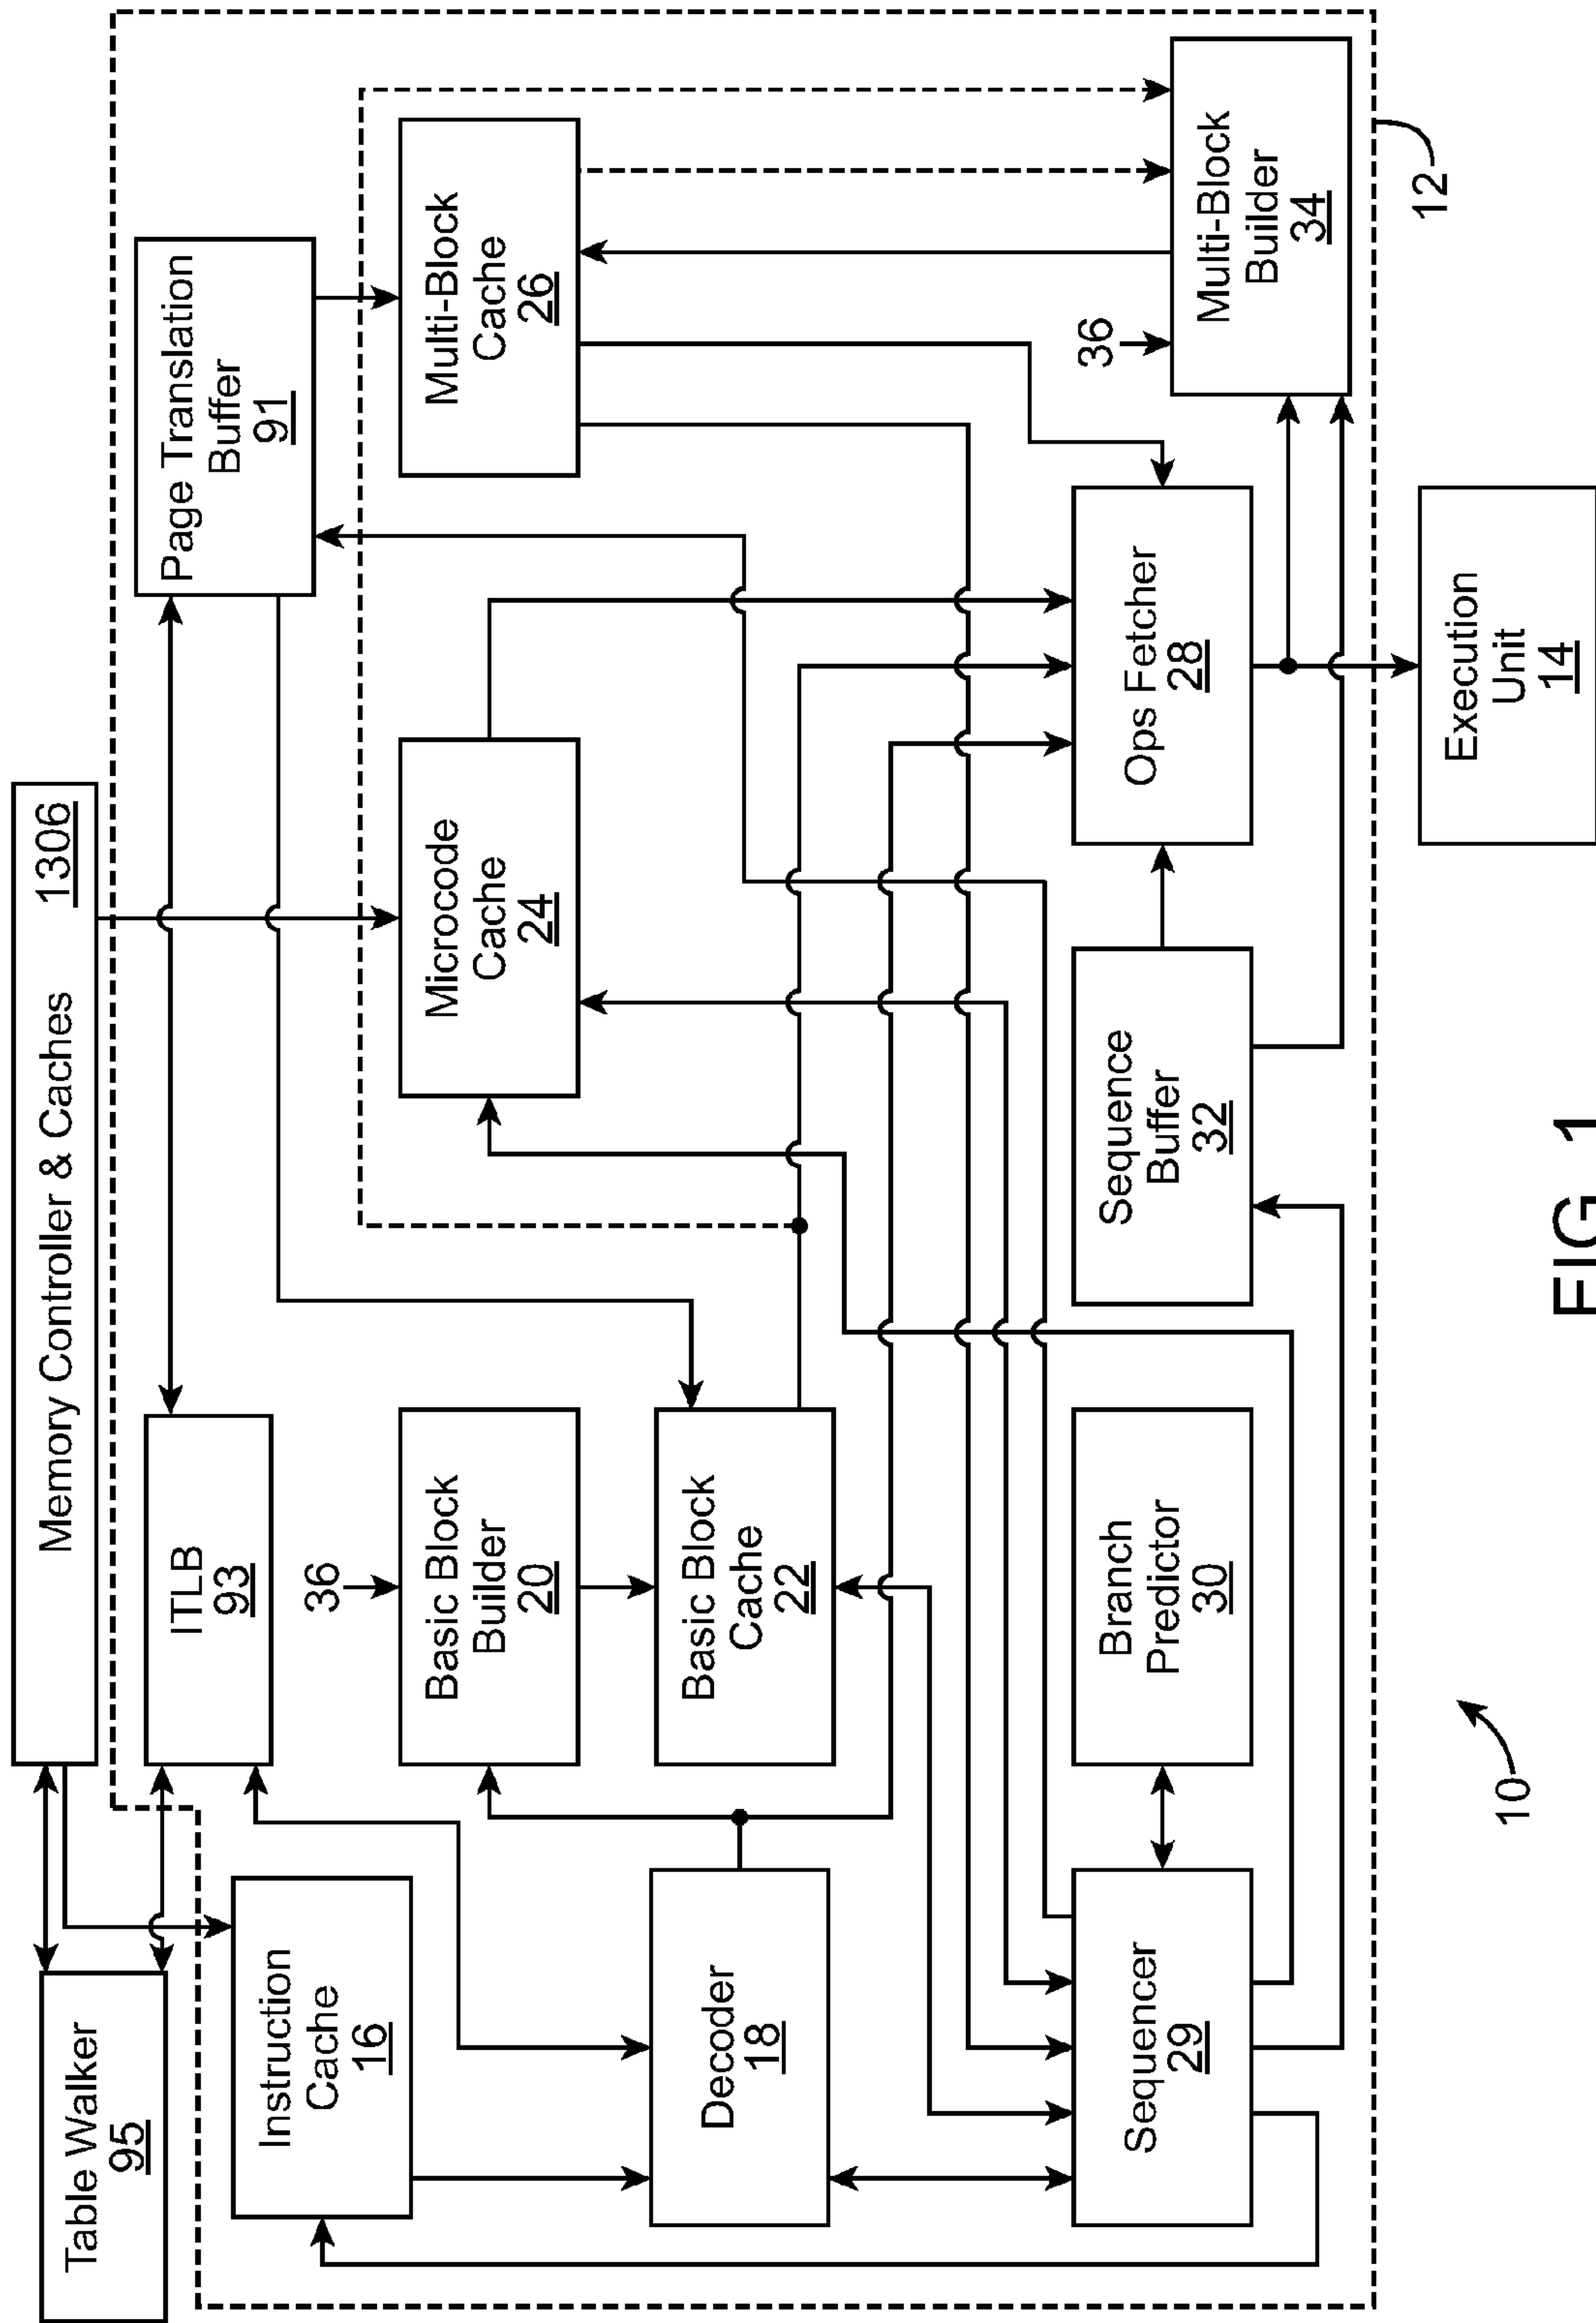 Memory Controller & Caches 1306
Table Walker
95
ITLB
93
Page Translation
Buffer
91
Instruction
Cache
16
36
Basic Block
Builder
20
Microcode
Cache
24
Multi-Block
Cache
26
Decoder
18
Basic Block
Cache
22
36
Sequencer
29
Branch
Predictor
30
Sequence
Buffer
32
Ops Fetcher
28
Multi-Block
Builder
34
Execution
Unit
14
12
10
FIG. 1